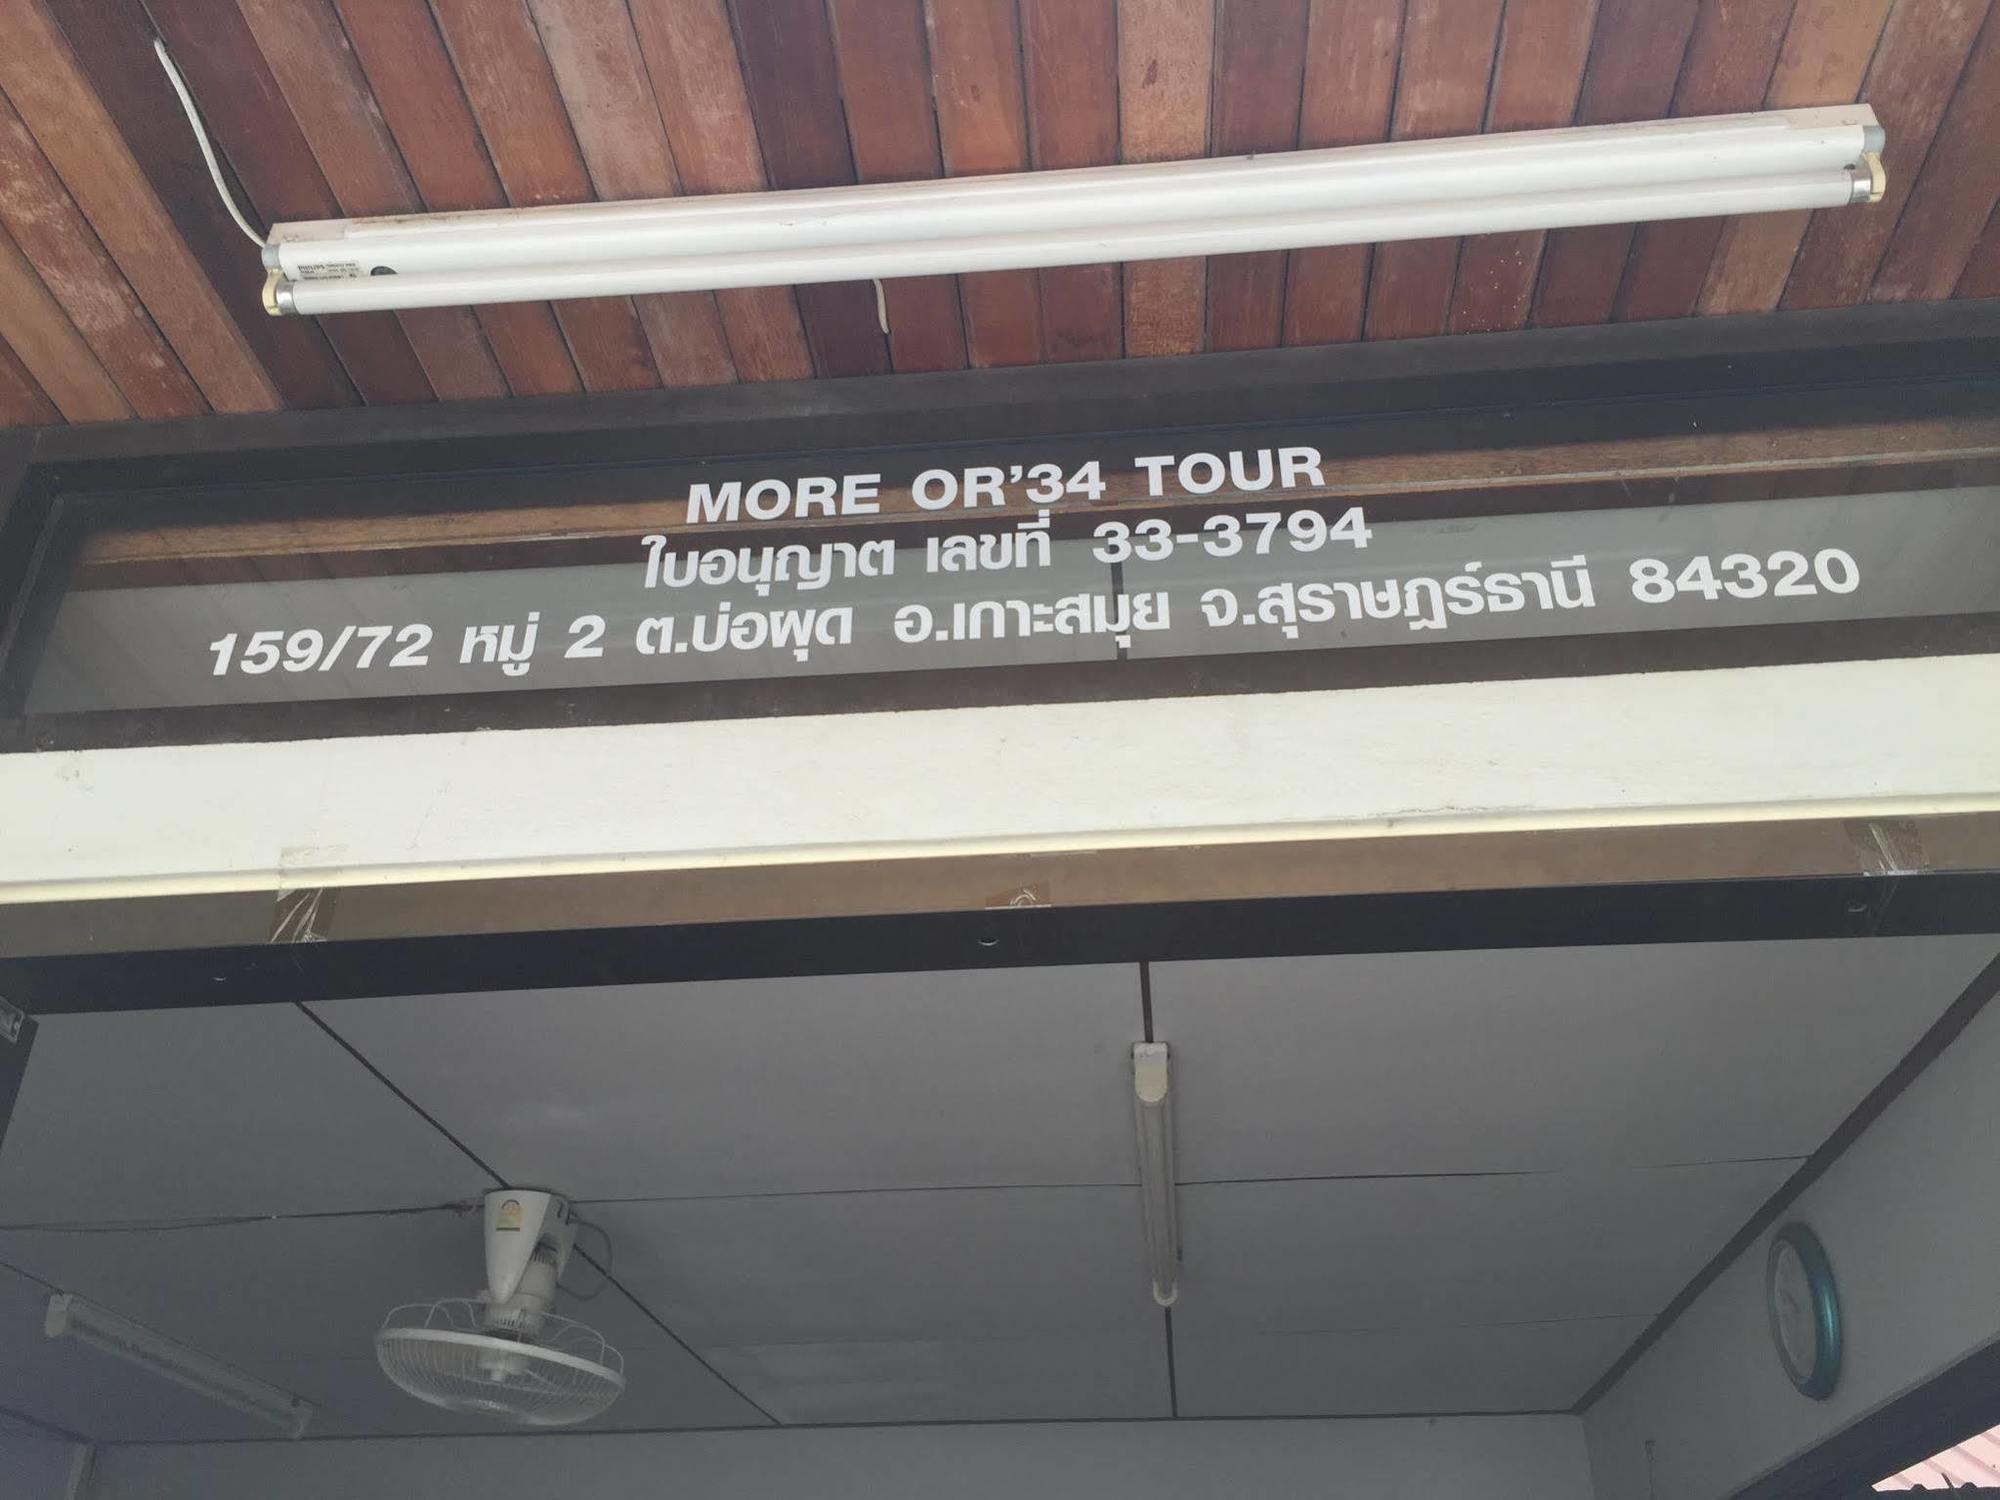 MORE OR'34 TOUR
ใบอนุญาต เลขที่ 33-3794
159/72 หมู่ 2 ต.บ่อผุด อ.เกาะสมุย จ.สุราษฎร์ธานี 84320
PHILIPS